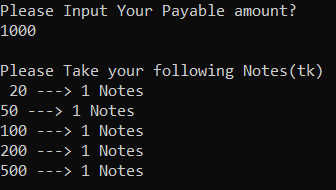 Please Input Your Payable amount?
1000
Please Take your following Notes(tk)
20 ---> 1 Notes
50 ---> 1 Notes
100 ---> 1 Notes
200 ---> 1 Notes
500 ---> 1 Notes